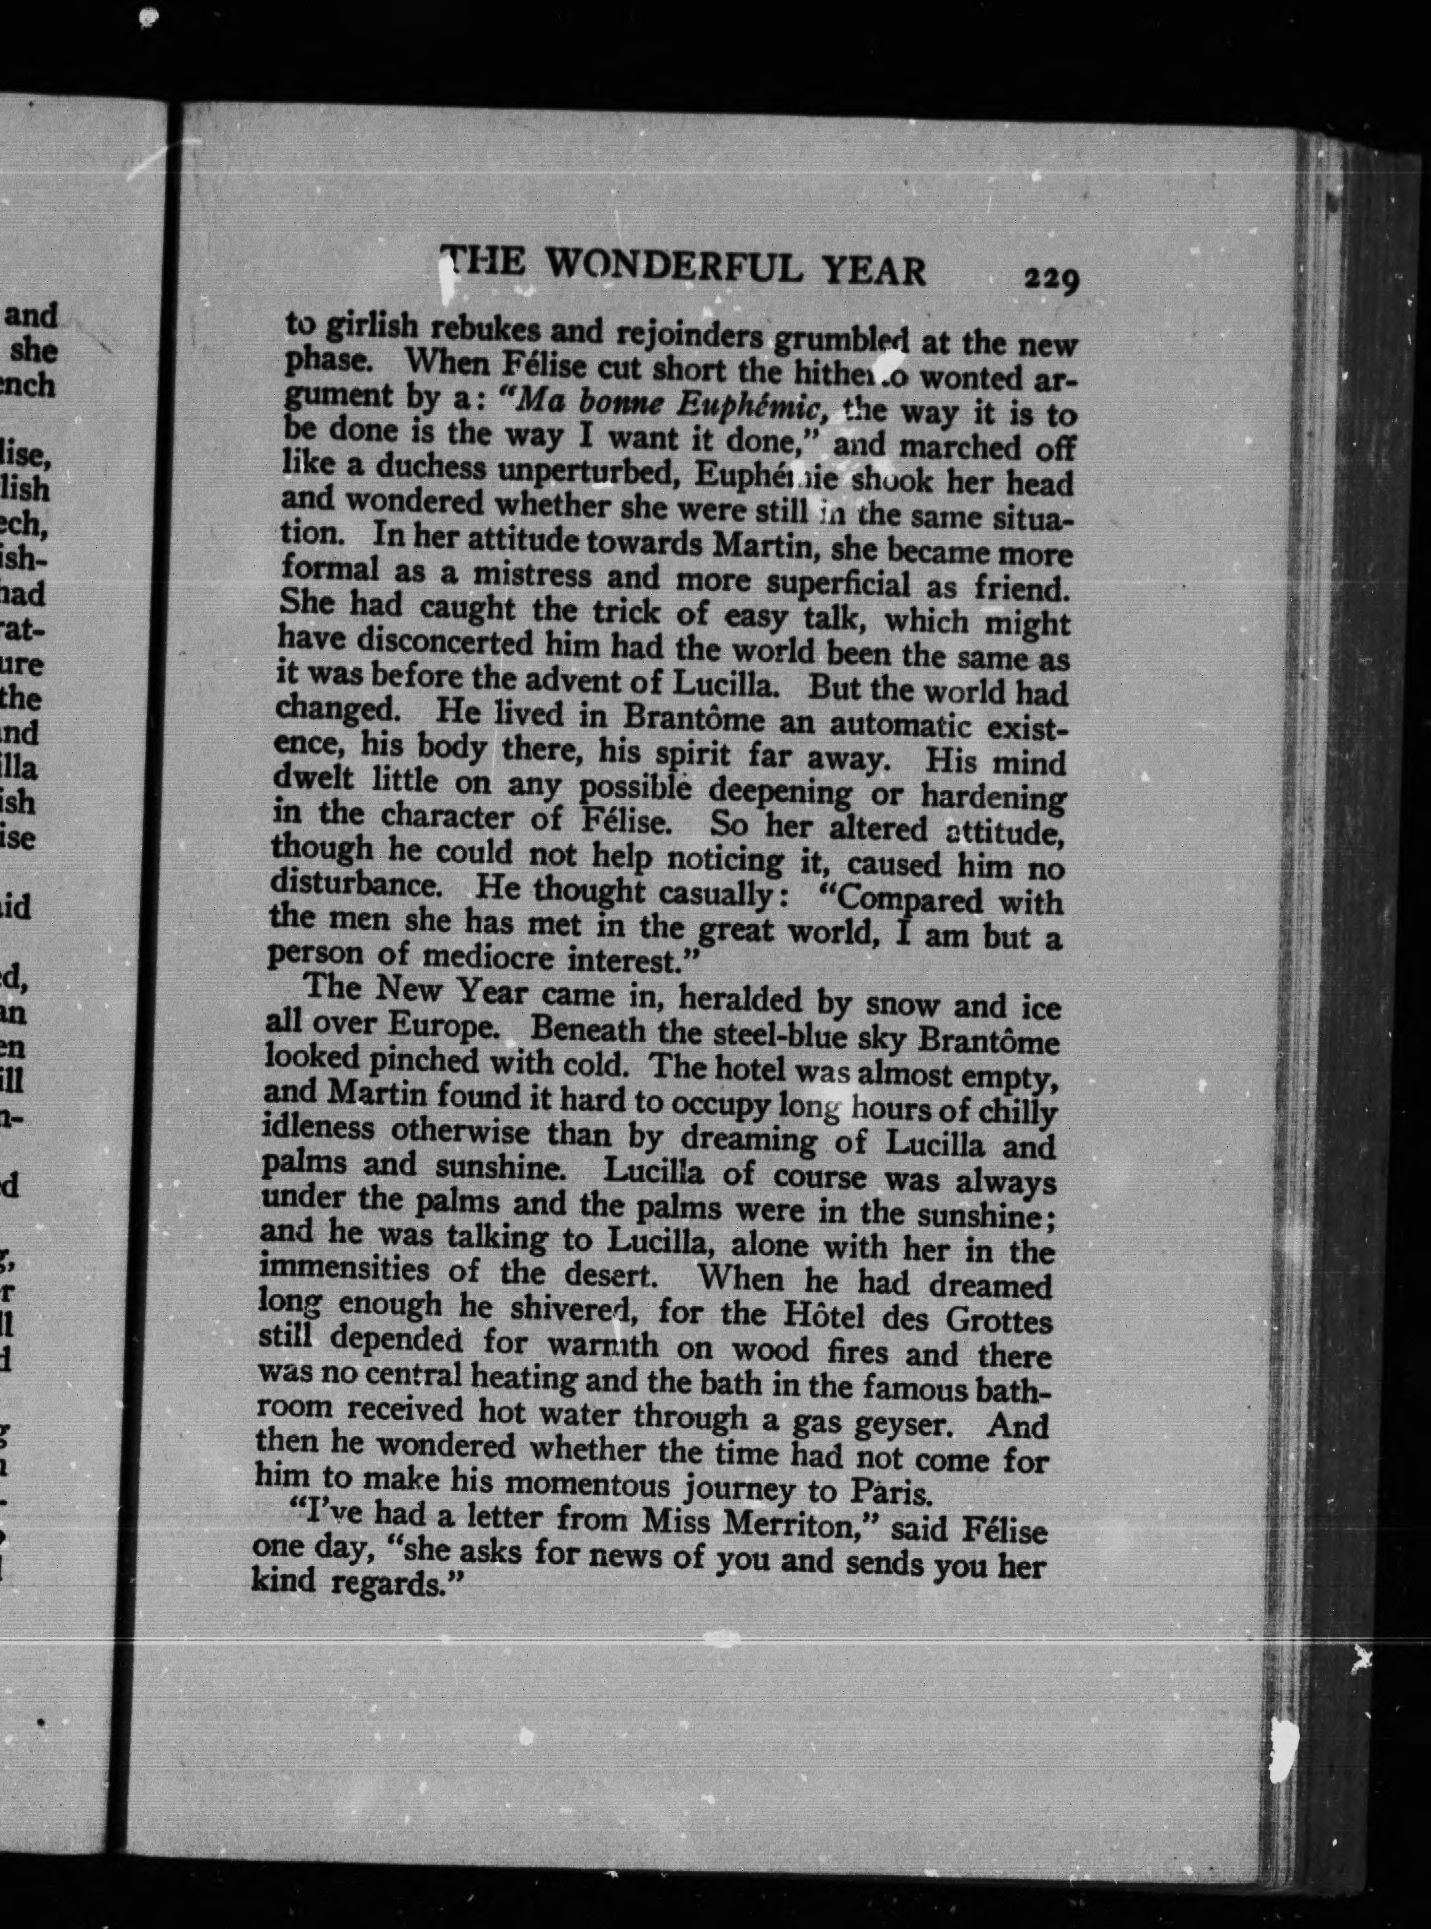 THE WONDERFUL YEAR 229
to girlish rebukes and rejoinders grumbled at the new
phase. When Félise cut short the hitherto wonted ar-
gument by a: "Ma bonne Euphémie, the way it is to
be done is the way I want it done," and marched off
like a duchess unperturbed, Euphémie shook her head
and wondered whether she were still in the same situa-
tion. In her attitude towards Martin, she became more
formal as a mistress and more superficial as friend.
She had caught the trick of easy talk, which might
have disconcerted him had the world been the same as
it was before the advent of Lucilla. But the world had
changed. He lived in Brantôme an automatic exist-
ence, his body there, his spirit far away. His mind
dwelt little on any possible deepening or hardening
in the character of Félise. So her altered attitude,
though he could not help noticing it, caused him no
disturbance. He thought casually: "Compared with
the men she has met in the great world, I am but a
person of mediocre interest."
The New Year came in, heralded by snow and ice
all over Europe. Beneath the steel-blue sky Brantôme
looked pinched with cold. The hotel was almost empty,
and Martin found it hard to occupy long hours of chilly
idleness otherwise than by dreaming of Lucilla and
palms and sunshine. Lucilla of course was always
under the palms and the palms were in the sunshine;
and he was talking to Lucilla, alone with her in the
immensities of the desert. When he had dreamed
long enough he shivered, for the Hôtel des Grottes
still depended for warmth on wood fires and there
was no central heating and the bath in the famous bath-
room received hot water through a gas geyser. And
then he wondered whether the time had not come for
him to make his momentous journey to Paris.
"I've had a letter from Miss Merriton," said Félise
one day, "she asks for news of you and sends you her
kind regards."